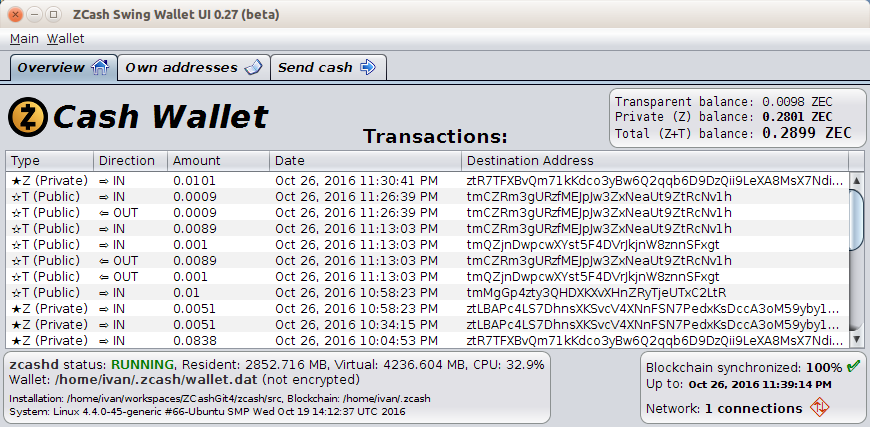 ZCash Swing Wallet UI 0.27 (beta)
Main Wallet
Overview Own addresses Send cash
Cash Wallet
Transactions:
Transparent balance: 0.0098 ZEC
Private (Z) balance: 0.2801 ZEC
Total (Z+T) balance: 0.2899 ZEC
Type Direction Amount Date Destination Address
★Z (Private) ⇨ IN 0.0101 Oct 26, 2016 11:30:41 PM ztR7TFXBvQm71kKdco3yBw6Q2qqb6D9DzQii9LeXA8MsX7Ndi...
☆T (Public) ⇨ IN 0.0009 Oct 26, 2016 11:26:39 PM tmCZRm3gURzfMEJpJw3ZxNeaUt9ZtRcNv1h
☆T (Public) ⇦ OUT 0.0009 Oct 26, 2016 11:26:39 PM tmCZRm3gURzfMEJpJw3ZxNeaUt9ZtRcNv1h
☆T (Public) ⇨ IN 0.0089 Oct 26, 2016 11:13:03 PM tmCZRm3gURzfMEJpJw3ZxNeaUt9ZtRcNv1h
☆T (Public) ⇨ IN 0.001 Oct 26, 2016 11:13:03 PM tmQZjnDwpcwXYst5F4DVrJkjnW8znnSFxgt
☆T (Public) ⇦ OUT 0.0089 Oct 26, 2016 11:13:03 PM tmCZRm3gURzfMEJpJw3ZxNeaUt9ZtRcNv1h
☆T (Public) ⇦ OUT 0.001 Oct 26, 2016 11:13:03 PM tmQZjnDwpcwXYst5F4DVrJkjnW8znnSFxgt
☆T (Public) ⇨ IN 0.01 Oct 26, 2016 10:58:23 PM tmMgGp4zty3QHDXKXvXHnZRyTjeUTxC2LtR
★Z (Private) ⇨ IN 0.0051 Oct 26, 2016 10:58:23 PM ztLBAPc4LS7DhnsXKSvcV4XNnFSN7PedxKsDccA3oM59yby1...
★Z (Private) ⇨ IN 0.0051 Oct 26, 2016 10:34:15 PM ztLBAPc4LS7DhnsXKSvcV4XNnFSN7PedxKsDccA3oM59yby1...
★Z (Private) ⇨ IN 0.0838 Oct 26, 2016 10:04:53 PM ztR7TFXBvQm71kKdco3yBw6Q2qqb6D9DzQii9LeXA8MsX7Ndi...
zcashd status: RUNNING, Resident: 2852.716 MB, Virtual: 4236.604 MB, CPU: 32.9%
Wallet: /home/ivan/.zcash/wallet.dat (not encrypted)
Installation: /home/ivan/workspaces/ZCashGit4/zcash/src, Blockchain: /home/ivan/.zcash
System: Linux 4.4.0-45-generic #66-Ubuntu SMP Wed Oct 19 14:12:37 UTC 2016
Blockchain synchronized: 100%
Up to: Oct 26, 2016 11:39:14 PM
Network: 1 connections